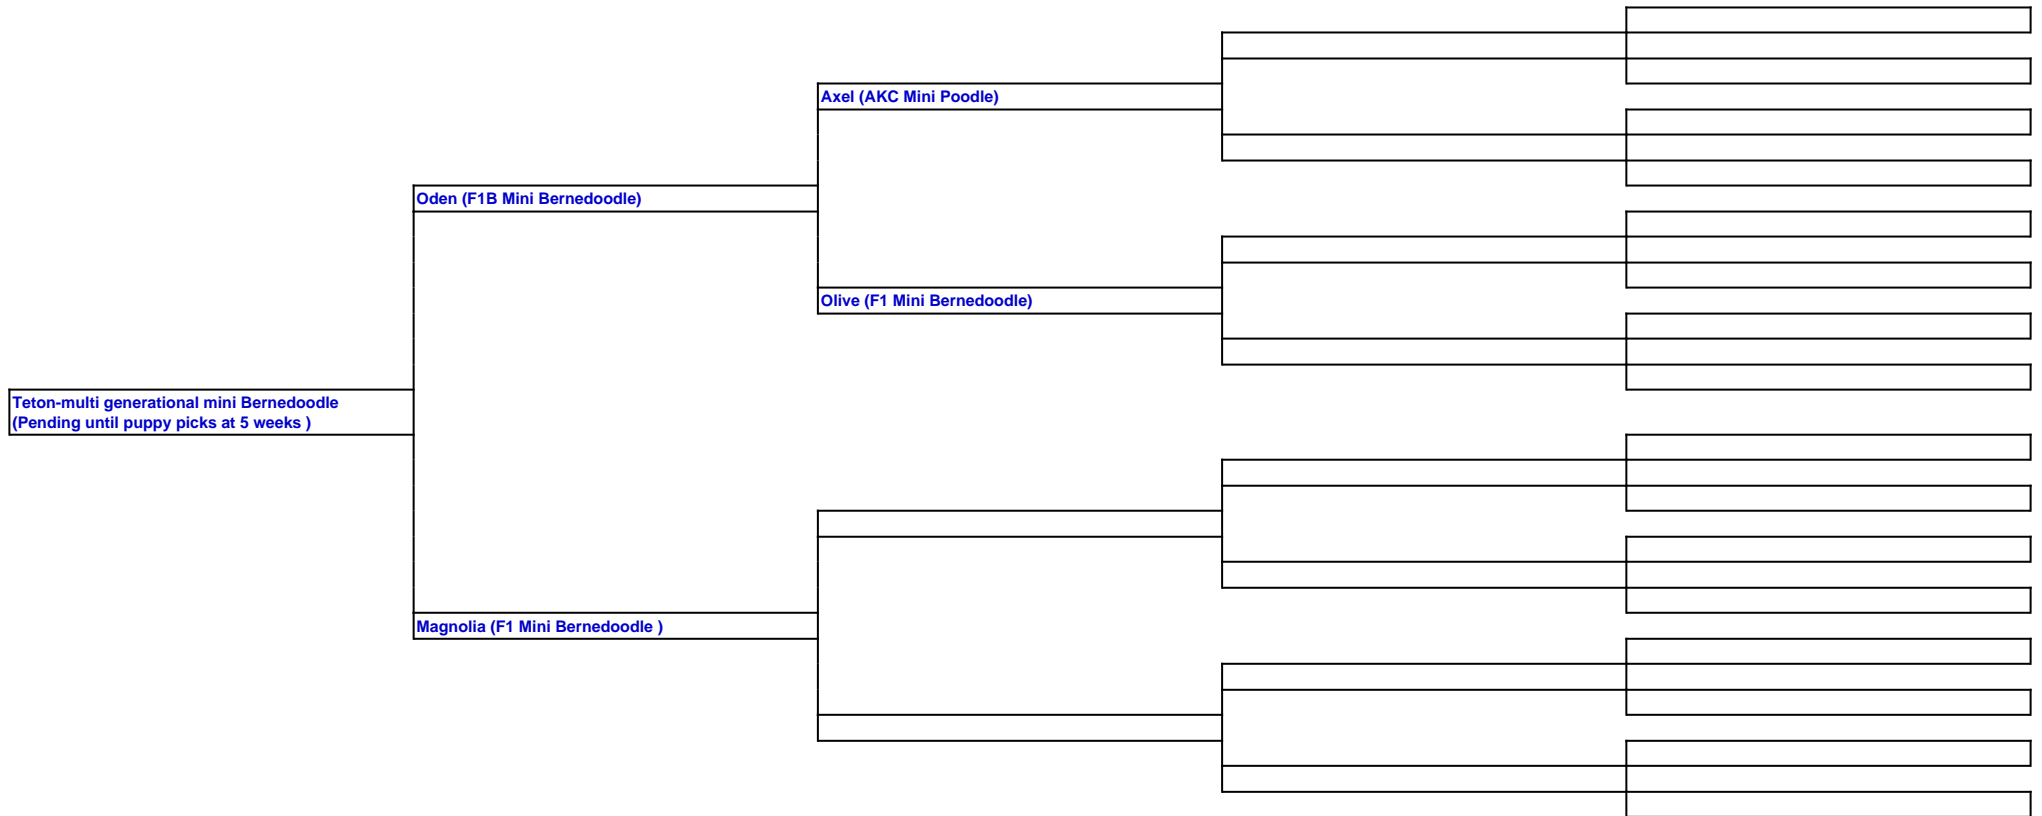 Axel (AKC Mini Poodle)
Oden (F1B Mini Bernedoodle)
Olive (F1 Mini Bernedoodle)
Teton-multi generational mini Bernedoodle
(Pending until puppy picks at 5 weeks )
Magnolia (F1 Mini Bernedoodle )